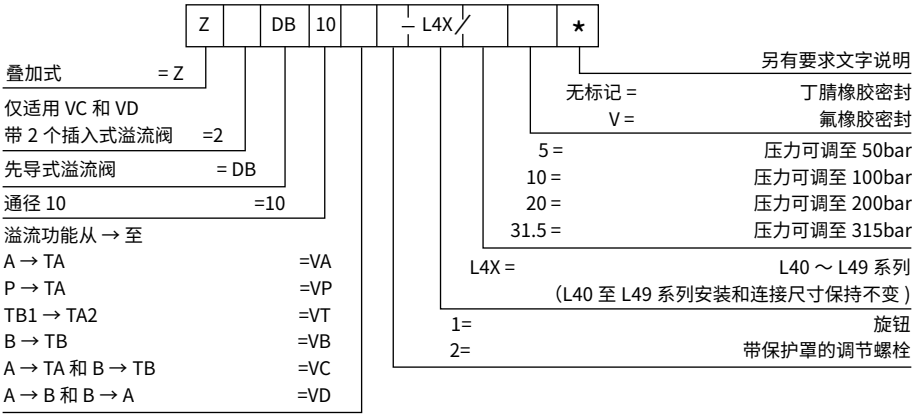 Z DB 10 – L4X/ *
叠加式 = Z
仅适用 VC 和 VD
带 2 个插入式溢流阀 =2
先导式溢流阀 = DB
通径 10 =10
溢流功能从 → 至
A → TA =VA
P → TA =VP
TB1 → TA2 =VT
B → TB =VB
A → TA 和 B → TB =VC
A → B 和 B → A =VD
另有要求文字说明
无标记 = 丁腈橡胶密封
V = 氟橡胶密封
5 = 压力可调至 50bar
10 = 压力可调至 100bar
20 = 压力可调至 200bar
31.5 = 压力可调至 315bar
L4X = L40 ～ L49 系列
（L40 至 L49 系列安装和连接尺寸保持不变 )
1= 旋钮
2= 带保护罩的调节螺栓